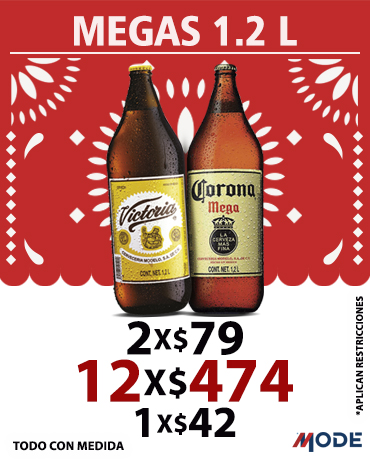 MEGAS 1.2 L
Victoria
CERVECERÍA MODELO, S.A. DE C.V.
CONT. NET. 1.2 L
Corona
Mega
LA
CERVEZA
MAS
FINA
CONT. NET. 1.2 L
2X$79
12X$474
1X$42
*APLICAN RESTRICCIONES
TODO CON MEDIDA
MODE